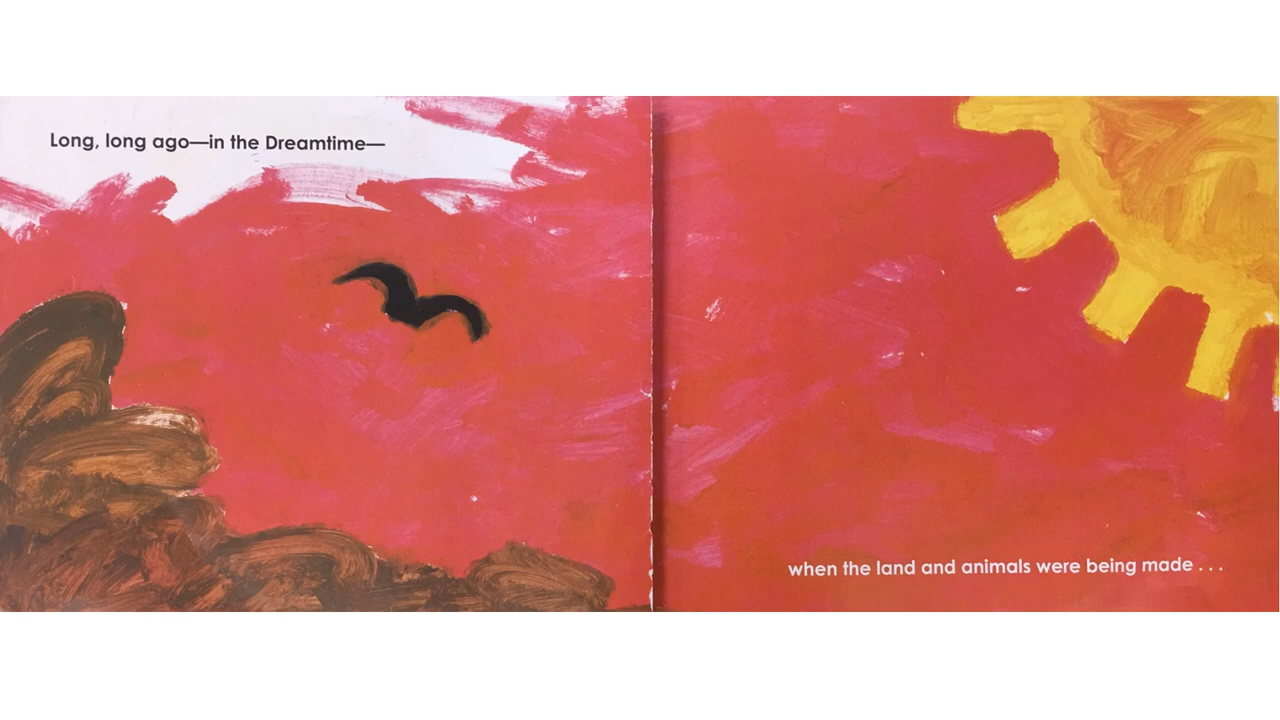 Long, long ago—in the Dreamtime—
when the land and animals were being made . . .